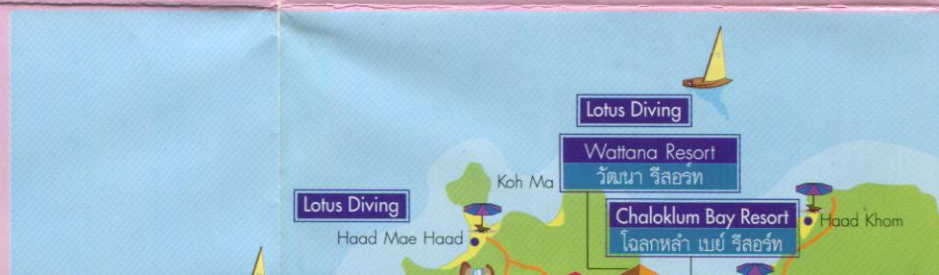 Lotus Diving
Wattana Resort
วัฒนา รีสอร์ท
Koh Ma
Lotus Diving
Chaloklum Bay Resort
โฉลกหลำ เบย์ รีสอร์ท
Haad Khom
Haad Mae Haad